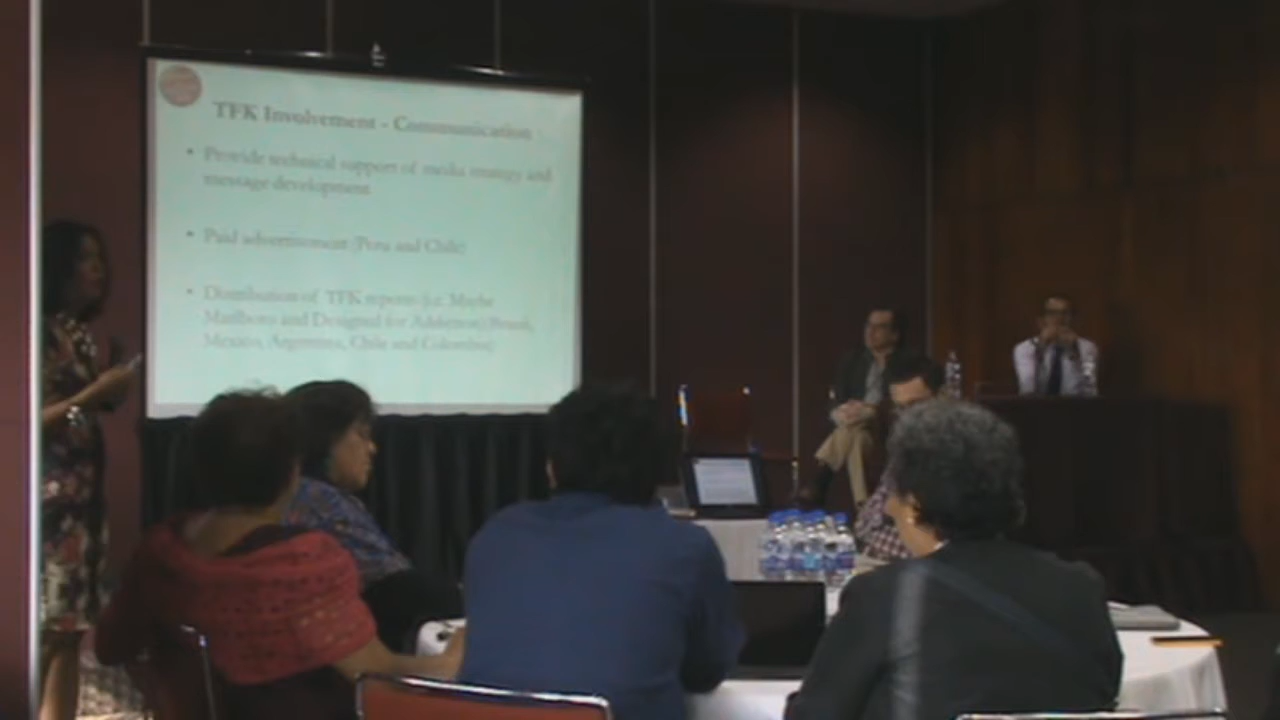 TFK Involvement - Communication
• Provide technical support of media strategy and
message development
• Paid advertisement (Peru and Chile)
• Distribution of TFK reports (i.e. Maybe
Marlboro and Designed for Addiction) (Brazil,
Mexico, Argentina, Chile and Colombia)